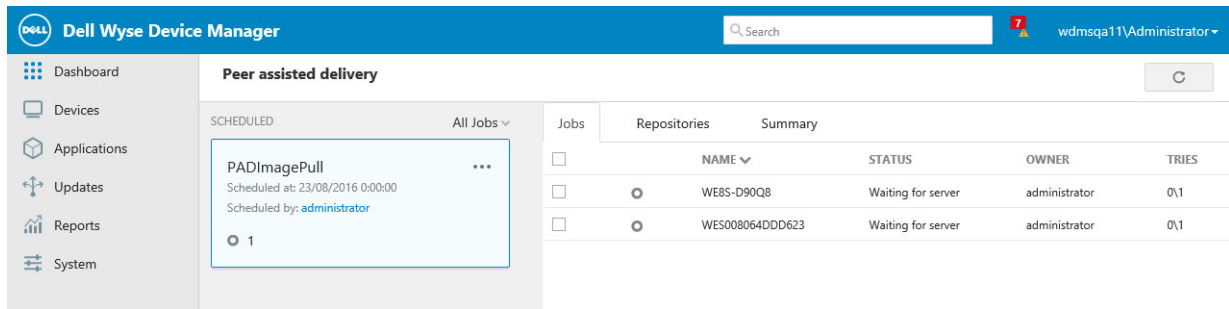 DELL Dell Wyse Device Manager Search 7 wdmsqa11\Administrator
Dashboard
Devices
Applications
Updates
Reports
System
Peer assisted delivery
SCHEDULED All Jobs
PADImagePull ...
Scheduled at: 23/08/2016 0:00:00
Scheduled by: administrator
1
Jobs Repositories Summary
NAME STATUS OWNER TRIES
WE8S-D90Q8 Waiting for server administrator 0\1
WES008064DDD623 Waiting for server administrator 0\1